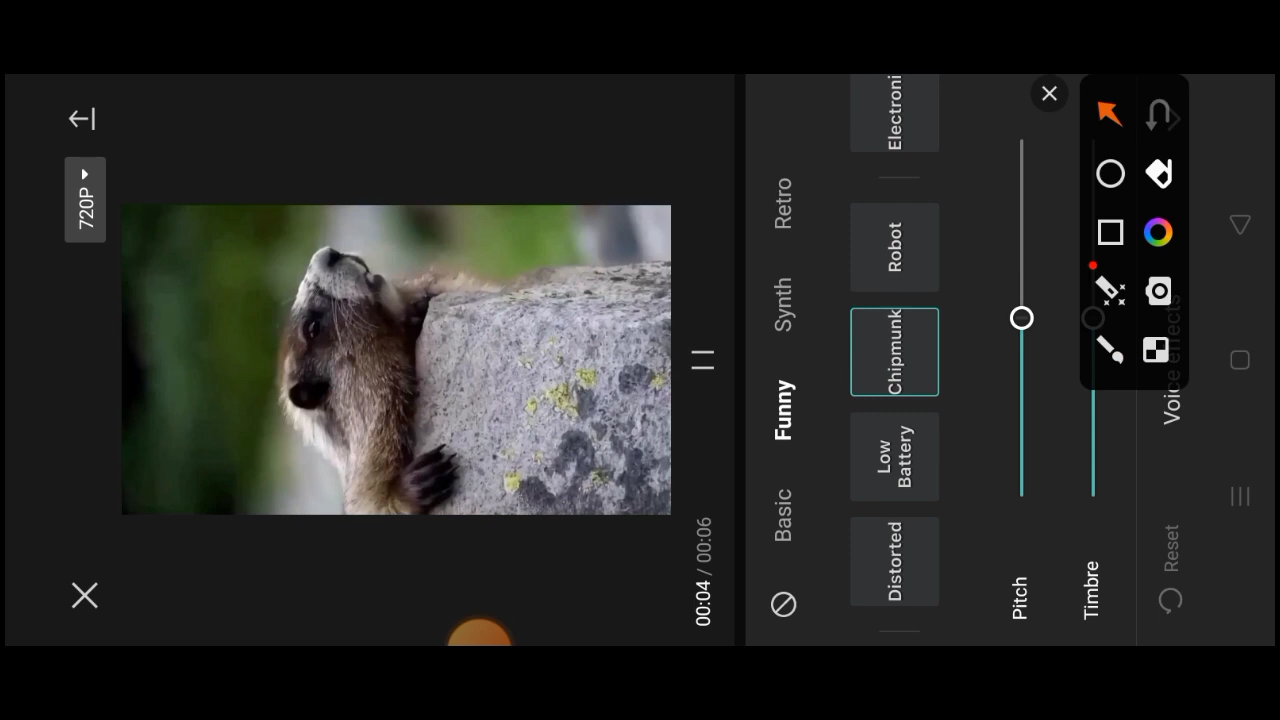 720P
00:04 / 00:06
Basic
Funny
Synth
Retro
Distorted
Low
Battery
Chipmunk
Robot
Electroni
Pitch
Timbre
Reset
Voice effects